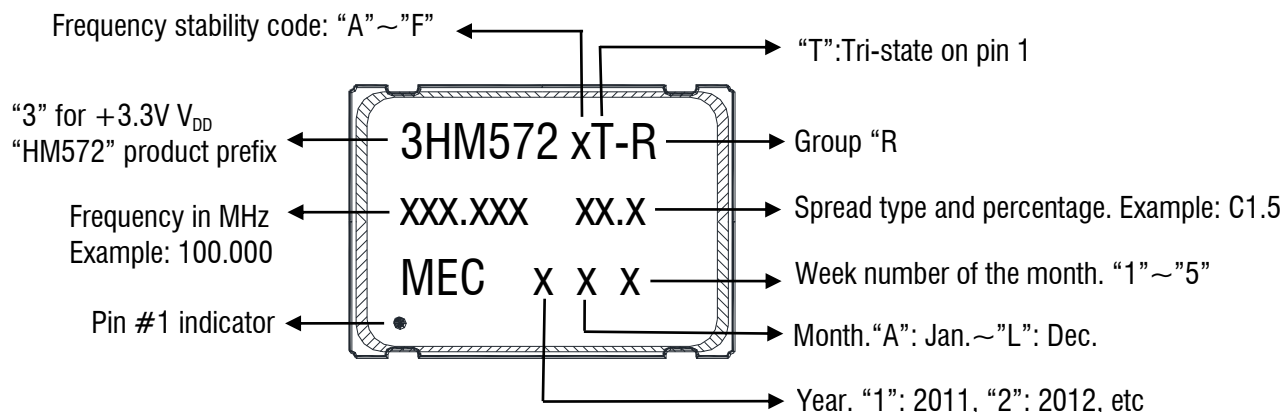 Frequency stability code: “A”~”F”
“T”:Tri-state on pin 1
“3” for +3.3V VDD
“HM572” product prefix
3HM572 xT-R
Group “R
Frequency in MHz
Example: 100.000
xxx.xxx xx.x
Spread type and percentage. Example: C1.5
MEC x x x
Week number of the month. “1”~”5”
Pin #1 indicator
Month.“A”: Jan.~”L”: Dec.
Year. “1”: 2011, “2”: 2012, etc